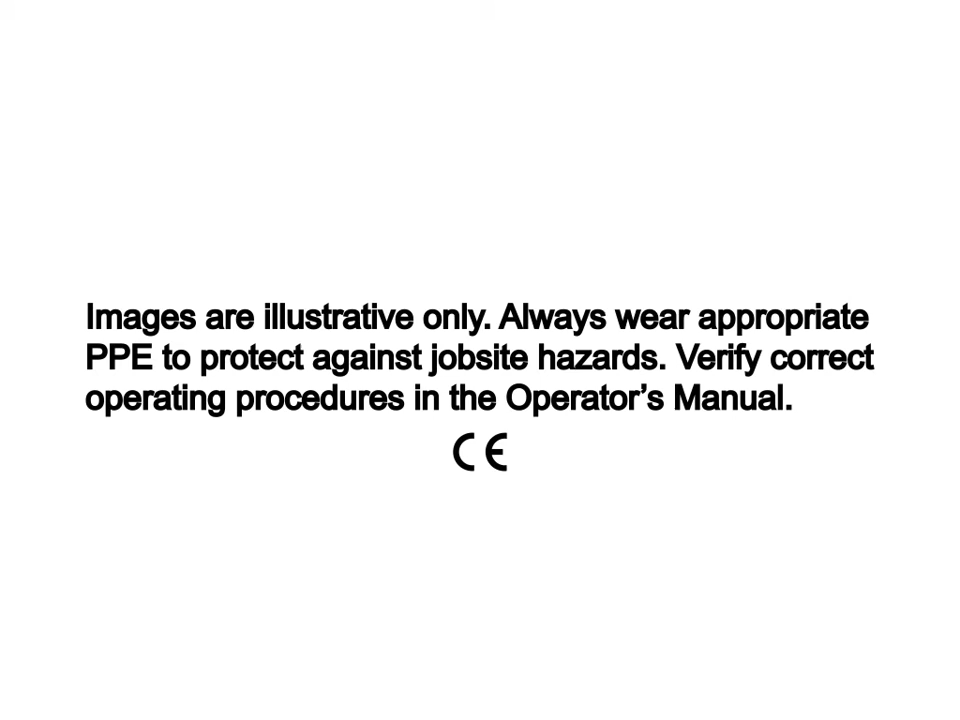 Images are illustrative only. Always wear appropriate
PPE to protect against jobsite hazards. Verify correct
operating procedures in the Operator’s Manual.
CE